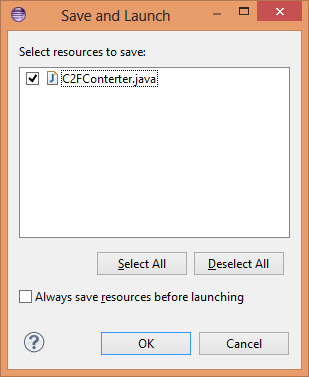 Save and Launch
Select resources to save:
C2FConterter.java
Select All
Deselect All
Always save resources before launching
OK
Cancel